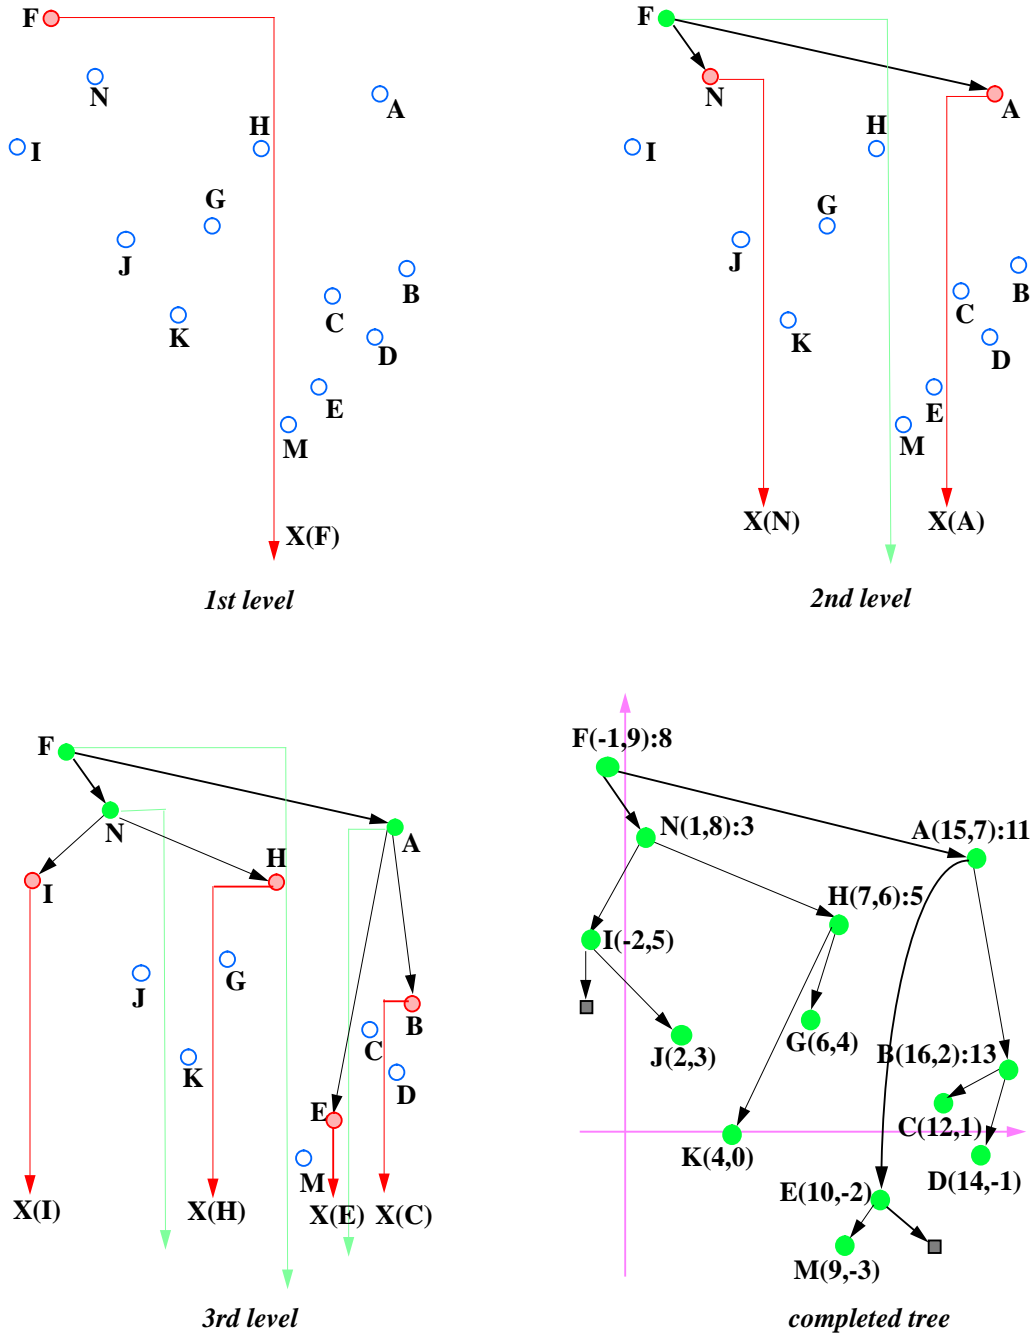 F
N
A
H
I
G
J
B
C
K
D
E
M
X(F)
1st level
F
N
A
H
I
G
J
B
C
K
D
E
M
X(N)
X(A)
2nd level
F
N
A
H
I
G
J
B
C
K
D
E
M
X(I)
X(H)
X(E)
X(C)
3rd level
F(-1,9):8
N(1,8):3
A(15,7):11
H(7,6):5
I(-2,5)
G(6,4)
J(2,3)
B(16,2):13
C(12,1)
K(4,0)
D(14,-1)
E(10,-2)
M(9,-3)
completed tree